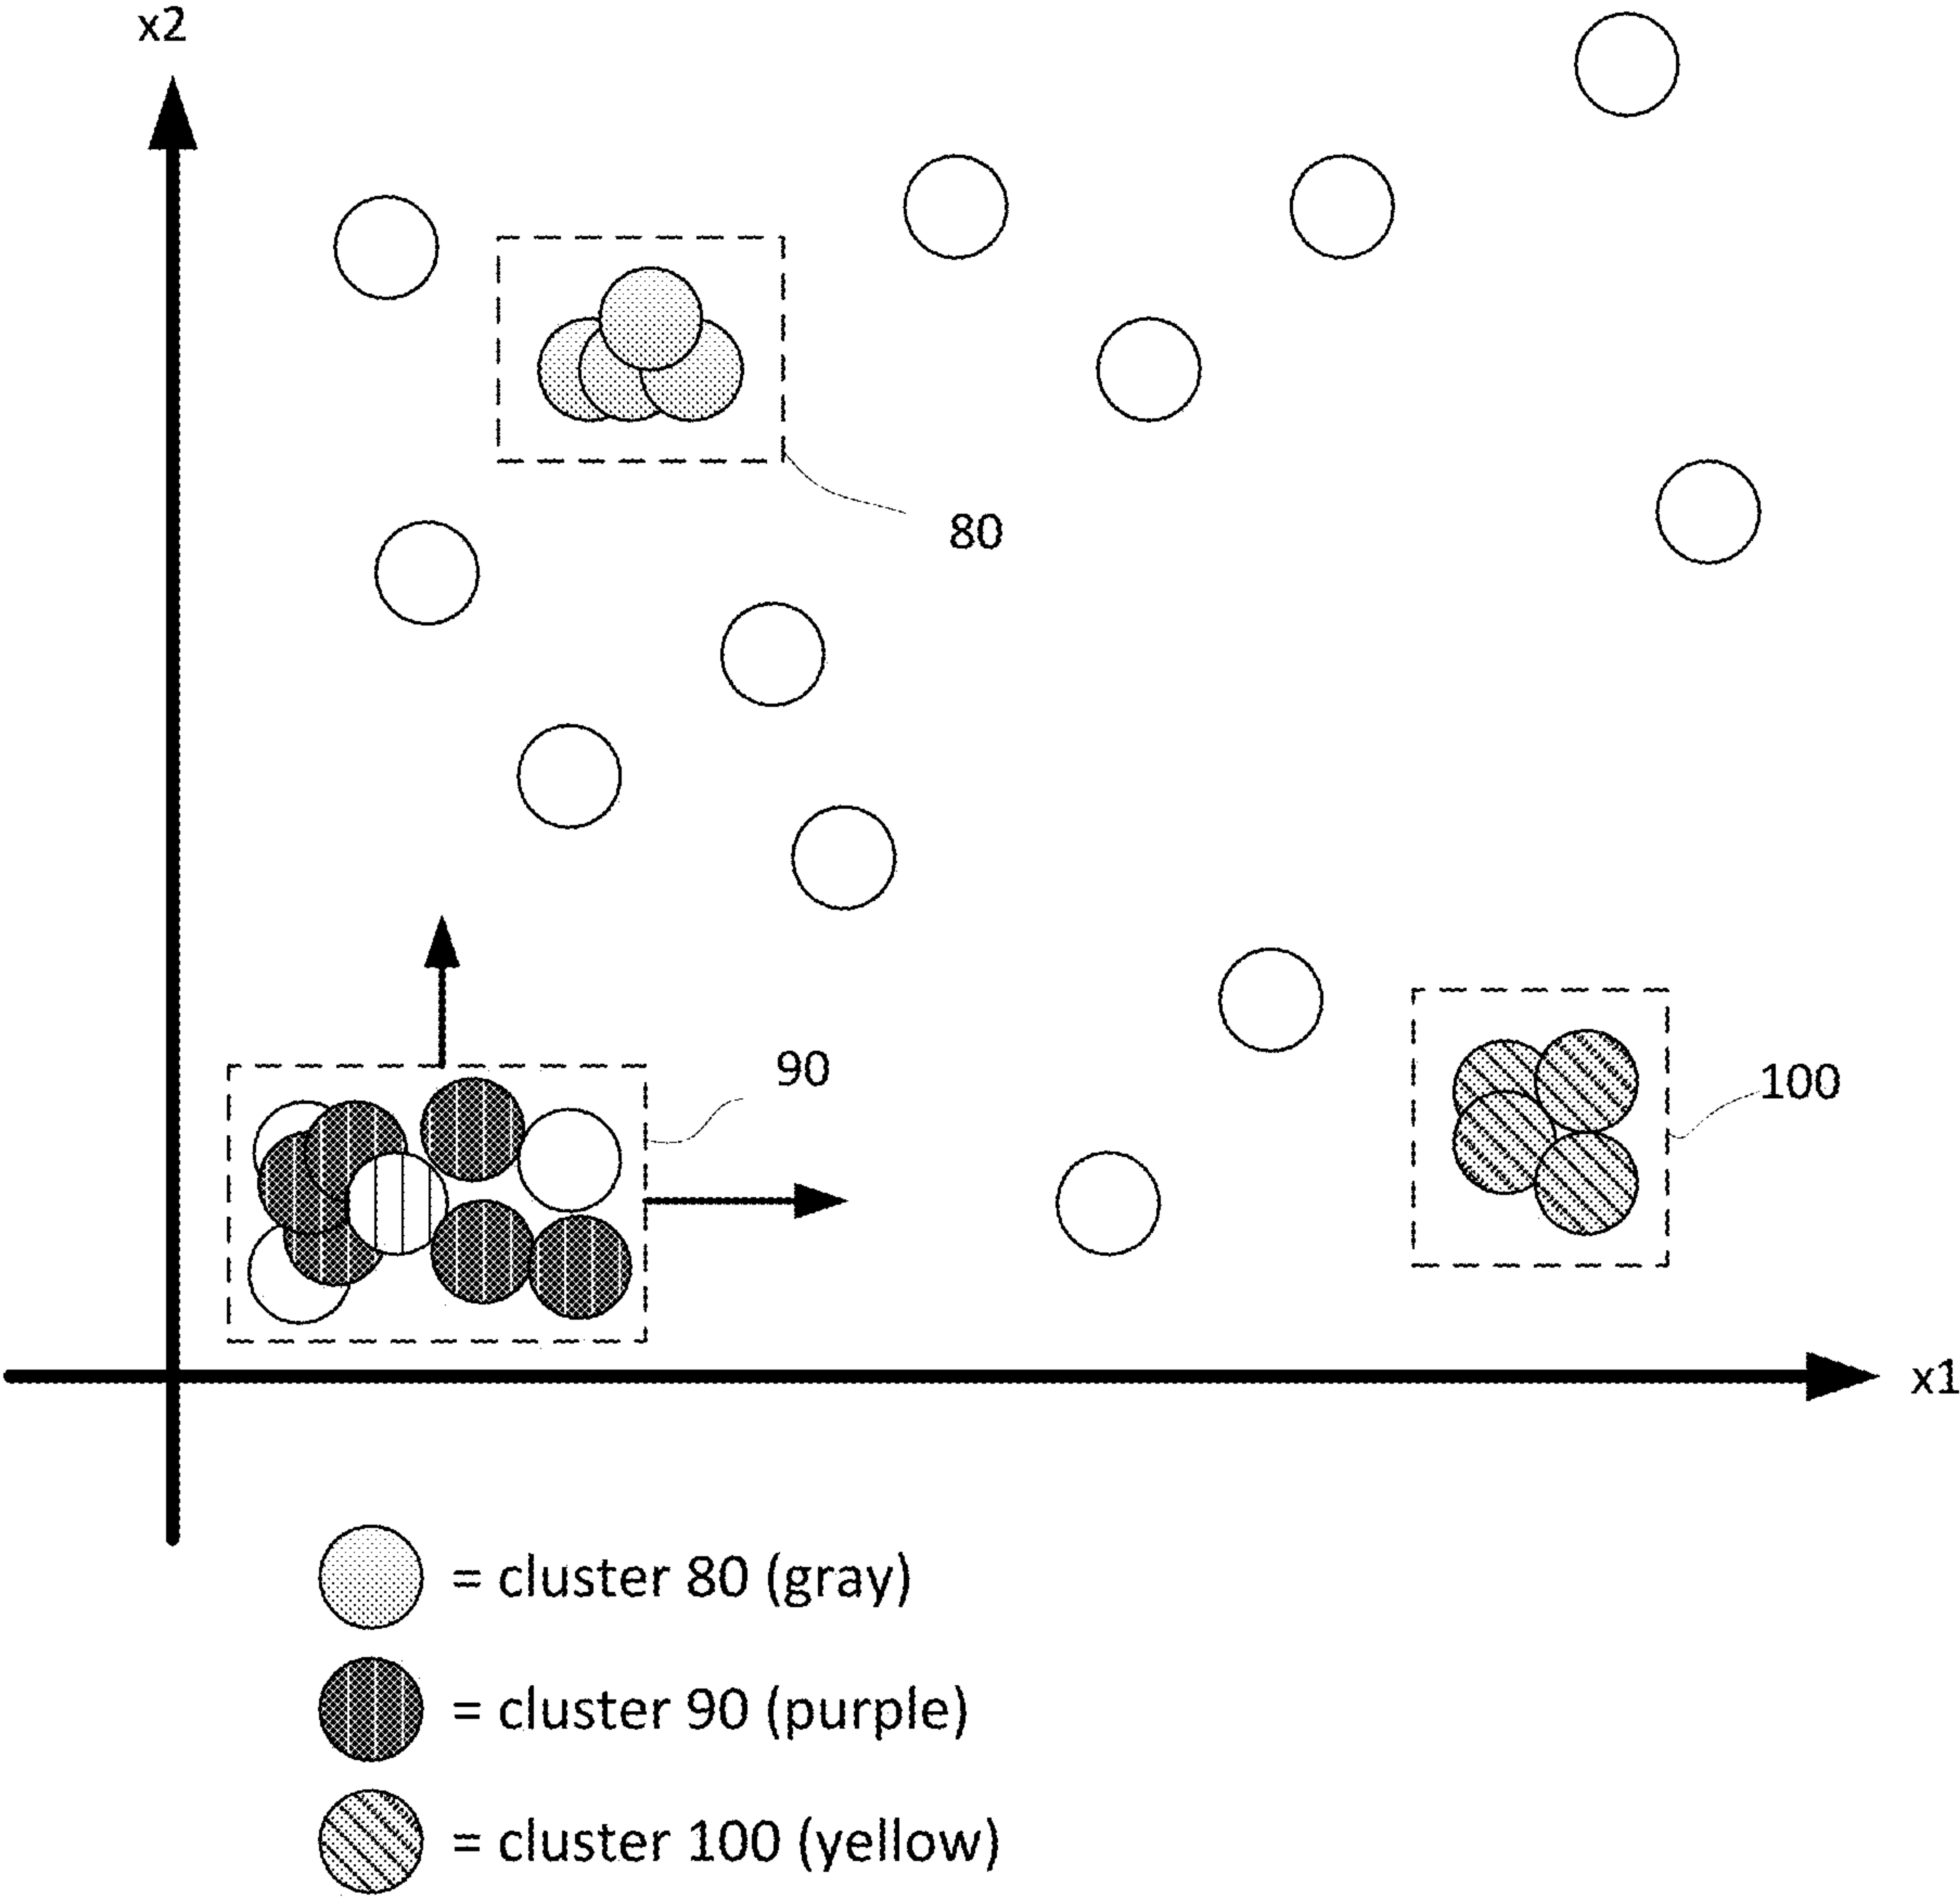 x2
80
90
100
x1
= cluster 80 (gray)
= cluster 90 (purple)
= cluster 100 (yellow)